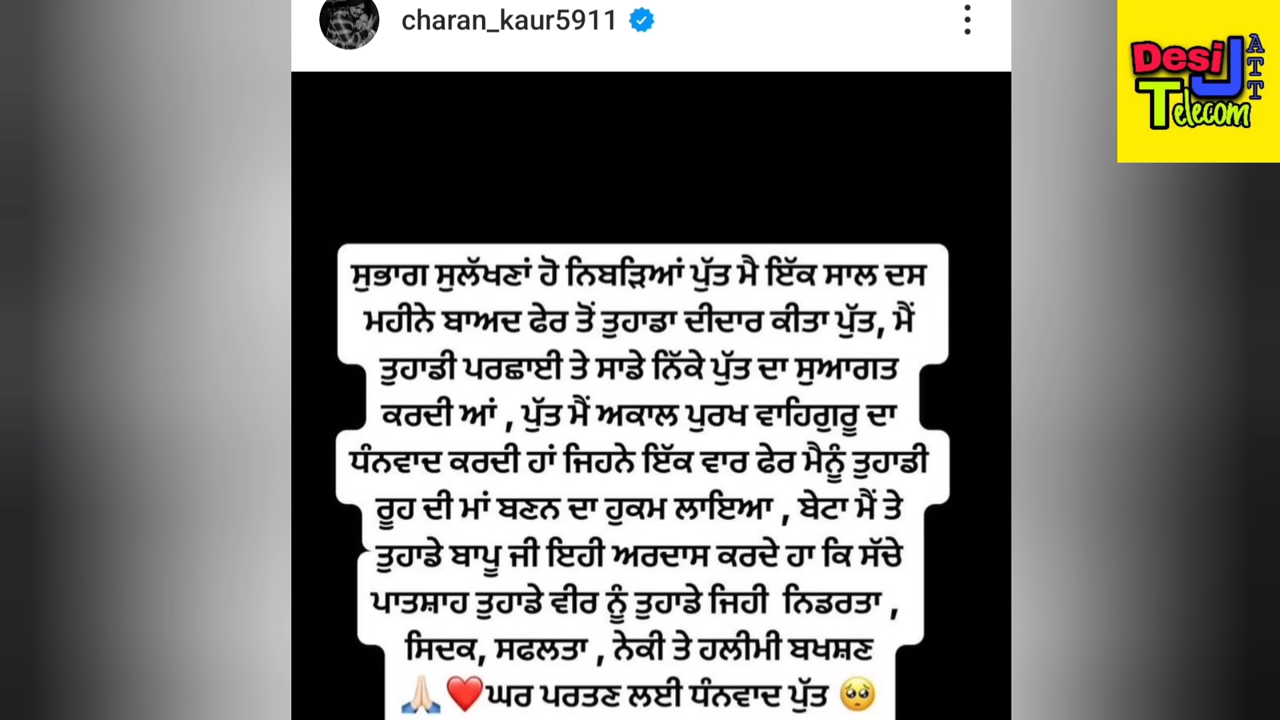 charan_kaur5911
Desi JATT
Telecom
ਸੁਭਾਗ ਸੁਲੱਖਣਾਂ ਹੋ ਨਿਬੜਿਆਂ ਪੁੱਤ ਮੈ ਇੱਕ ਸਾਲ ਦਸ
ਮਹੀਨੇ ਬਾਅਦ ਫੇਰ ਤੋਂ ਤੁਹਾਡਾ ਦੀਦਾਰ ਕੀਤਾ ਪੁੱਤ, ਮੈਂ
ਤੁਹਾਡੀ ਪਰਛਾਈ ਤੇ ਸਾਡੇ ਨਿੱਕੇ ਪੁੱਤ ਦਾ ਸੁਆਗਤ
ਕਰਦੀ ਆਂ , ਪੁੱਤ ਮੈਂ ਅਕਾਲ ਪੁਰਖ ਵਾਹਿਗੁਰੂ ਦਾ
ਧੰਨਵਾਦ ਕਰਦੀ ਹਾਂ ਜਿਹਨੇ ਇੱਕ ਵਾਰ ਫੇਰ ਮੈਨੂੰ ਤੁਹਾਡੀ
ਰੂਹ ਦੀ ਮਾਂ ਬਣਨ ਦਾ ਹੁਕਮ ਲਾਇਆ , ਬੇਟਾ ਮੈਂ ਤੇ
ਤੁਹਾਡੇ ਬਾਪੂ ਜੀ ਇਹੀ ਅਰਦਾਸ ਕਰਦੇ ਹਾ ਕਿ ਸੱਚੇ
ਪਾਤਸ਼ਾਹ ਤੁਹਾਡੇ ਵੀਰ ਨੂੰ ਤੁਹਾਡੇ ਜਿਹੀ ਨਿਡਰਤਾ ,
ਸਿਦਕ, ਸਫਲਤਾ , ਨੇਕੀ ਤੇ ਹਲੀਮੀ ਬਖਸ਼ਣ
🙏🏻❤️ਘਰ ਪਰਤਣ ਲਈ ਧੰਨਵਾਦ ਪੁੱਤ 🥺